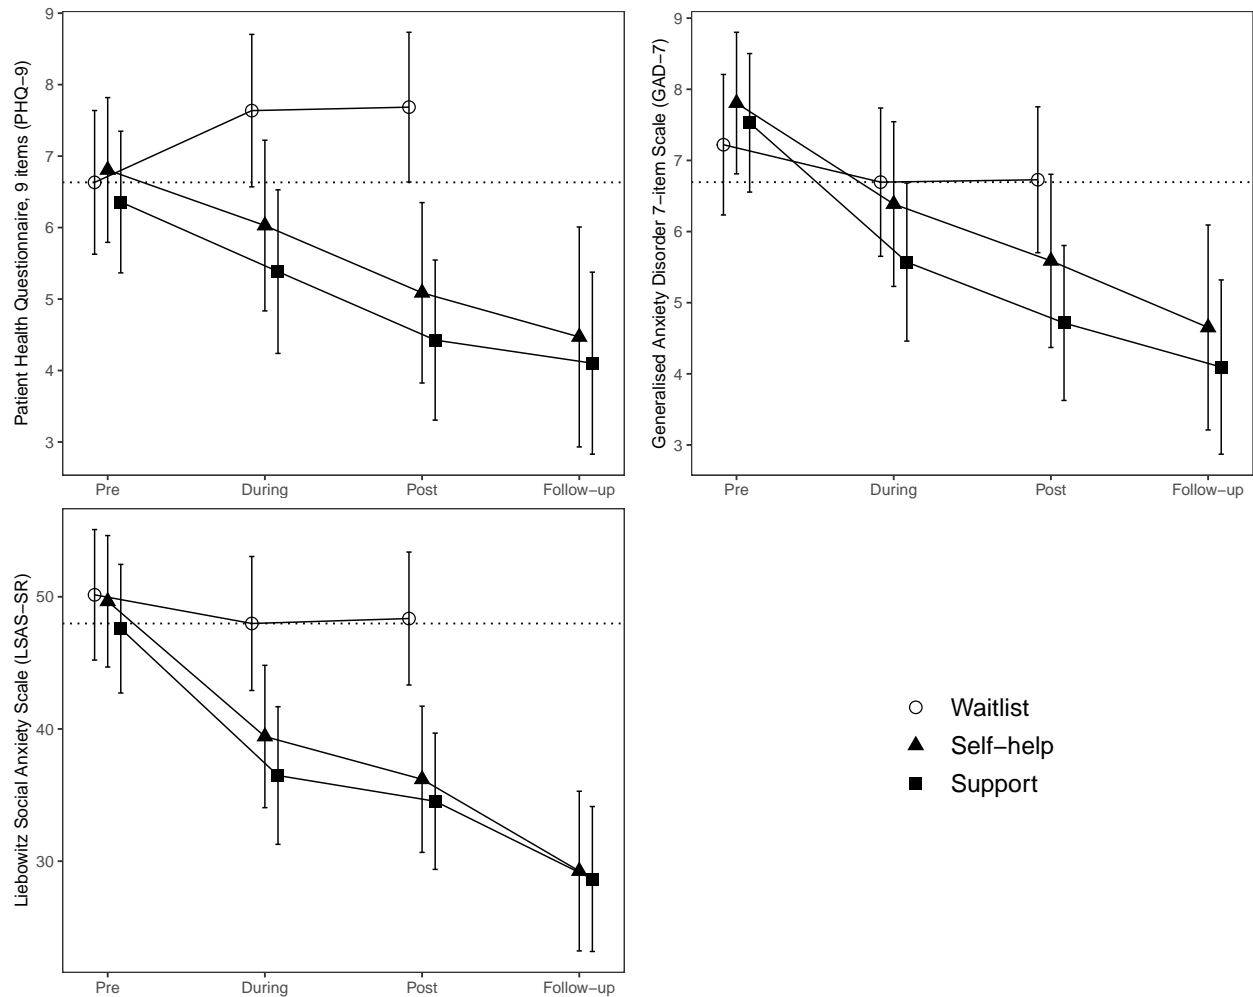 Patient Health Questionnaire, 9 items (PHQ−9)
9
8
7
6
5
4
3
Pre
During
Post
Follow−up
Generalised Anxiety Disorder 7−item Scale (GAD−7)
9
8
7
6
5
4
3
Pre
During
Post
Follow−up
Liebowitz Social Anxiety Scale (LSAS−SR)
50
40
30
Pre
During
Post
Follow−up
Waitlist
Self−help
Support